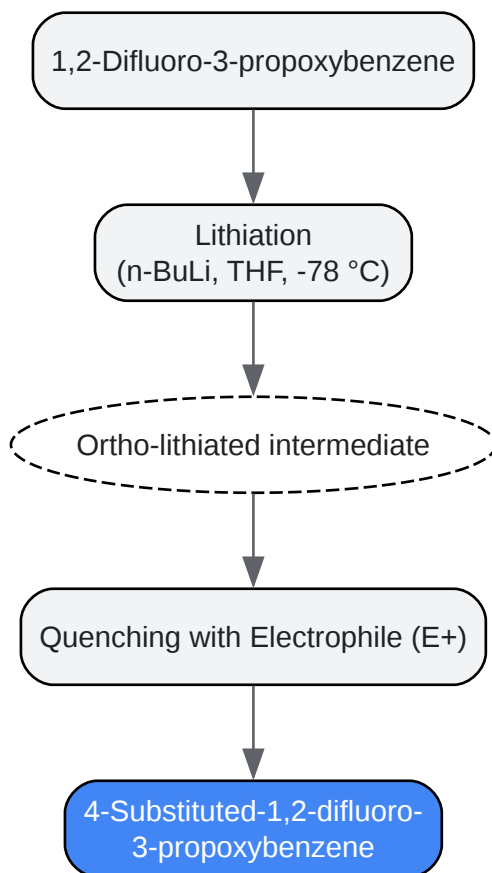 1,2-Difluoro-3-propoxybenzene
Lithiation
(n-BuLi, THF, -78 °C)
Ortho-lithiated intermediate
Quenching with Electrophile (E+)
4-Substituted-1,2-difluoro-
3-propoxybenzene